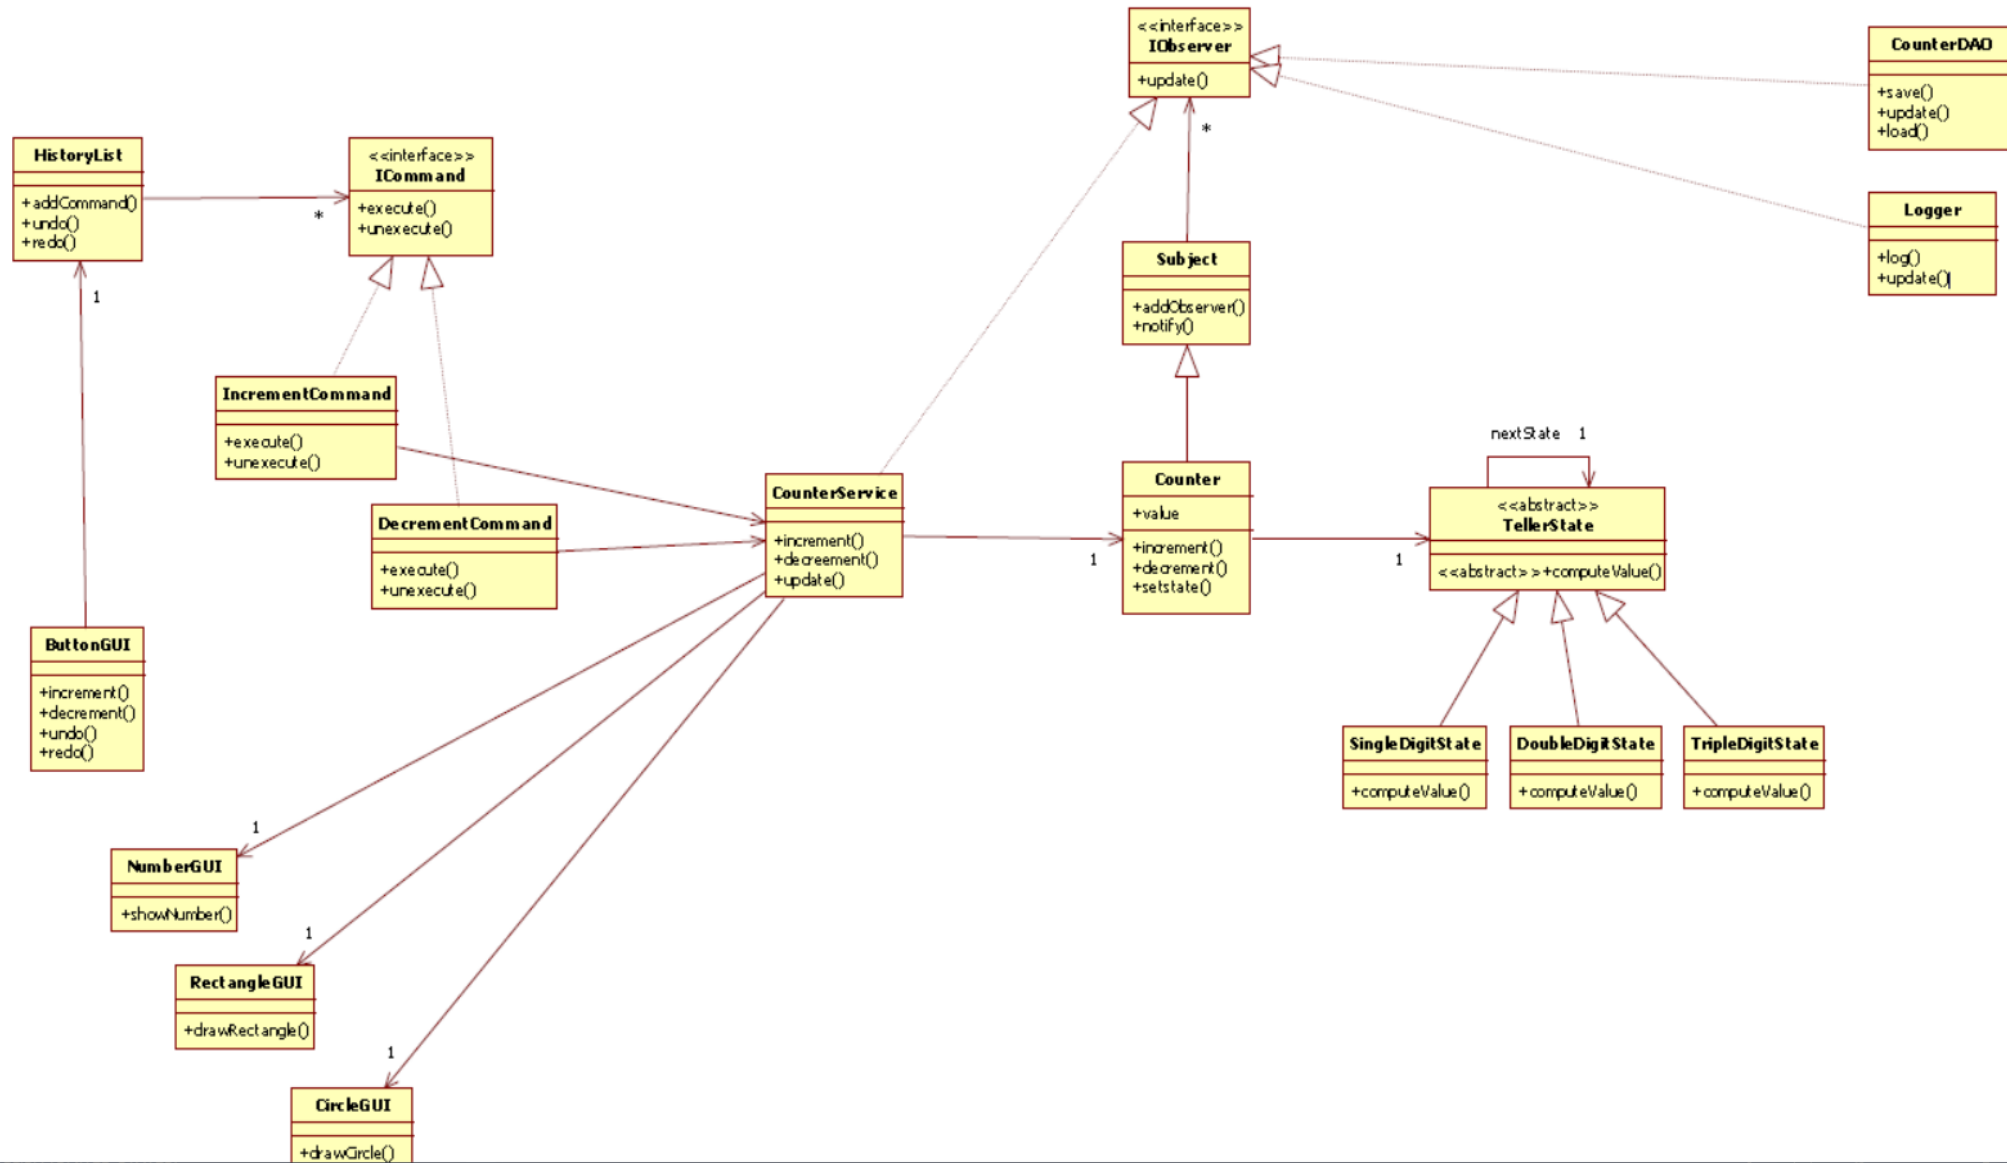 <<interface>>
IObserver
+update()
*
CounterDAO
+save()
+update()
+load()
HistoryList
+addCommand()
+undo()
+redo()
1
*
<<interface>>
ICommand
+execute()
+unexecute()
Logger
+log()
+update()
Subject
+addObserver()
+notify()
IncrementCommand
+execute()
+unexecute()
DecrementCommand
+execute()
+unexecute()
CounterService
+increment()
+decreement()
+update()
1
Counter
+value
+increment()
+decrement()
+setstate()
1
nextState 1
<<abstract>>
TellerState
<<abstract>>+computeValue()
ButtonGUI
+increment()
+decrement()
+undo()
+redo()
SingleDigitState
+computeValue()
DoubleDigitState
+computeValue()
TripleDigitState
+computeValue()
1
NumberGUI
+showNumber()
1
RectangleGUI
+drawRectangle()
1
CircleGUI
+drawCircle()